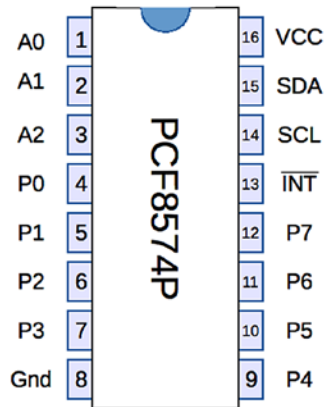 A0 1 16 VCC
A1 2 15 SDA
A2 3 14 SCL
P0 4 13 INT
P1 5 12 P7
P2 6 11 P6
P3 7 10 P5
Gnd 8 9 P4
PCF8574P